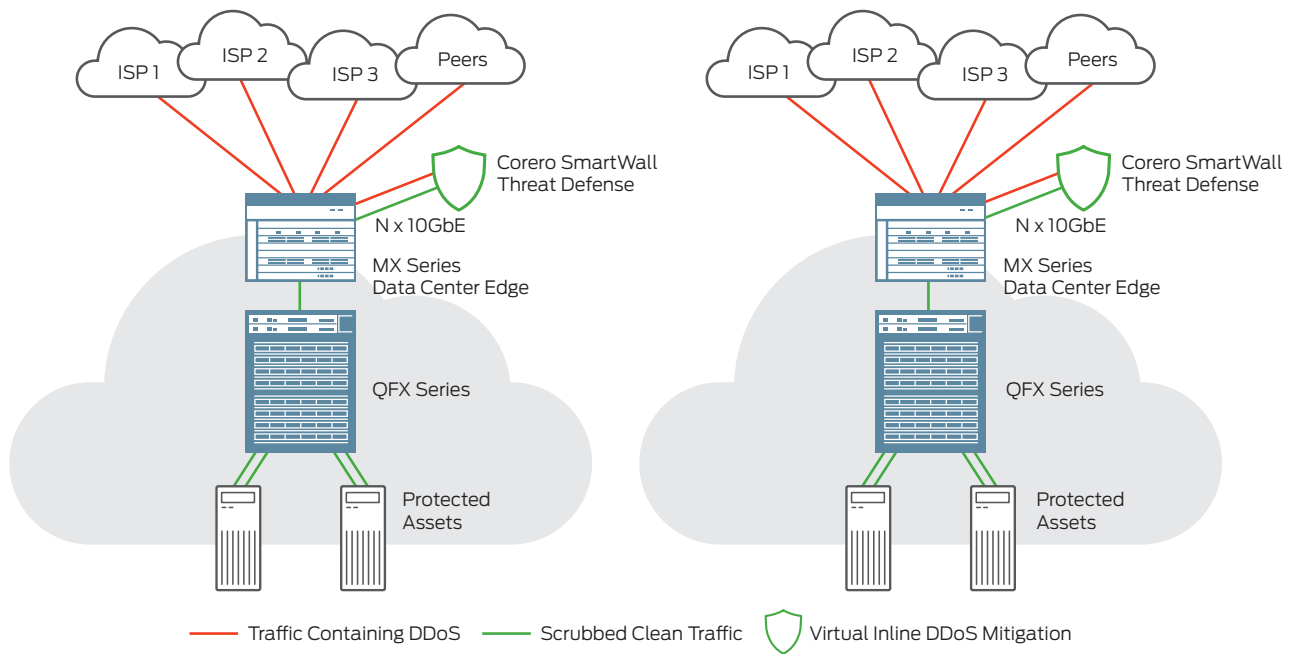 ISP 1
ISP 2
ISP 3
Peers
Corero SmartWall
Threat Defense
N x 10GbE
MX Series
Data Center Edge
QFX Series
Protected
Assets
ISP 1
ISP 2
ISP 3
Peers
Corero SmartWall
Threat Defense
N x 10GbE
MX Series
Data Center Edge
QFX Series
Protected
Assets
Traffic Containing DDoS
Scrubbed Clean Traffic
Virtual Inline DDoS Mitigation